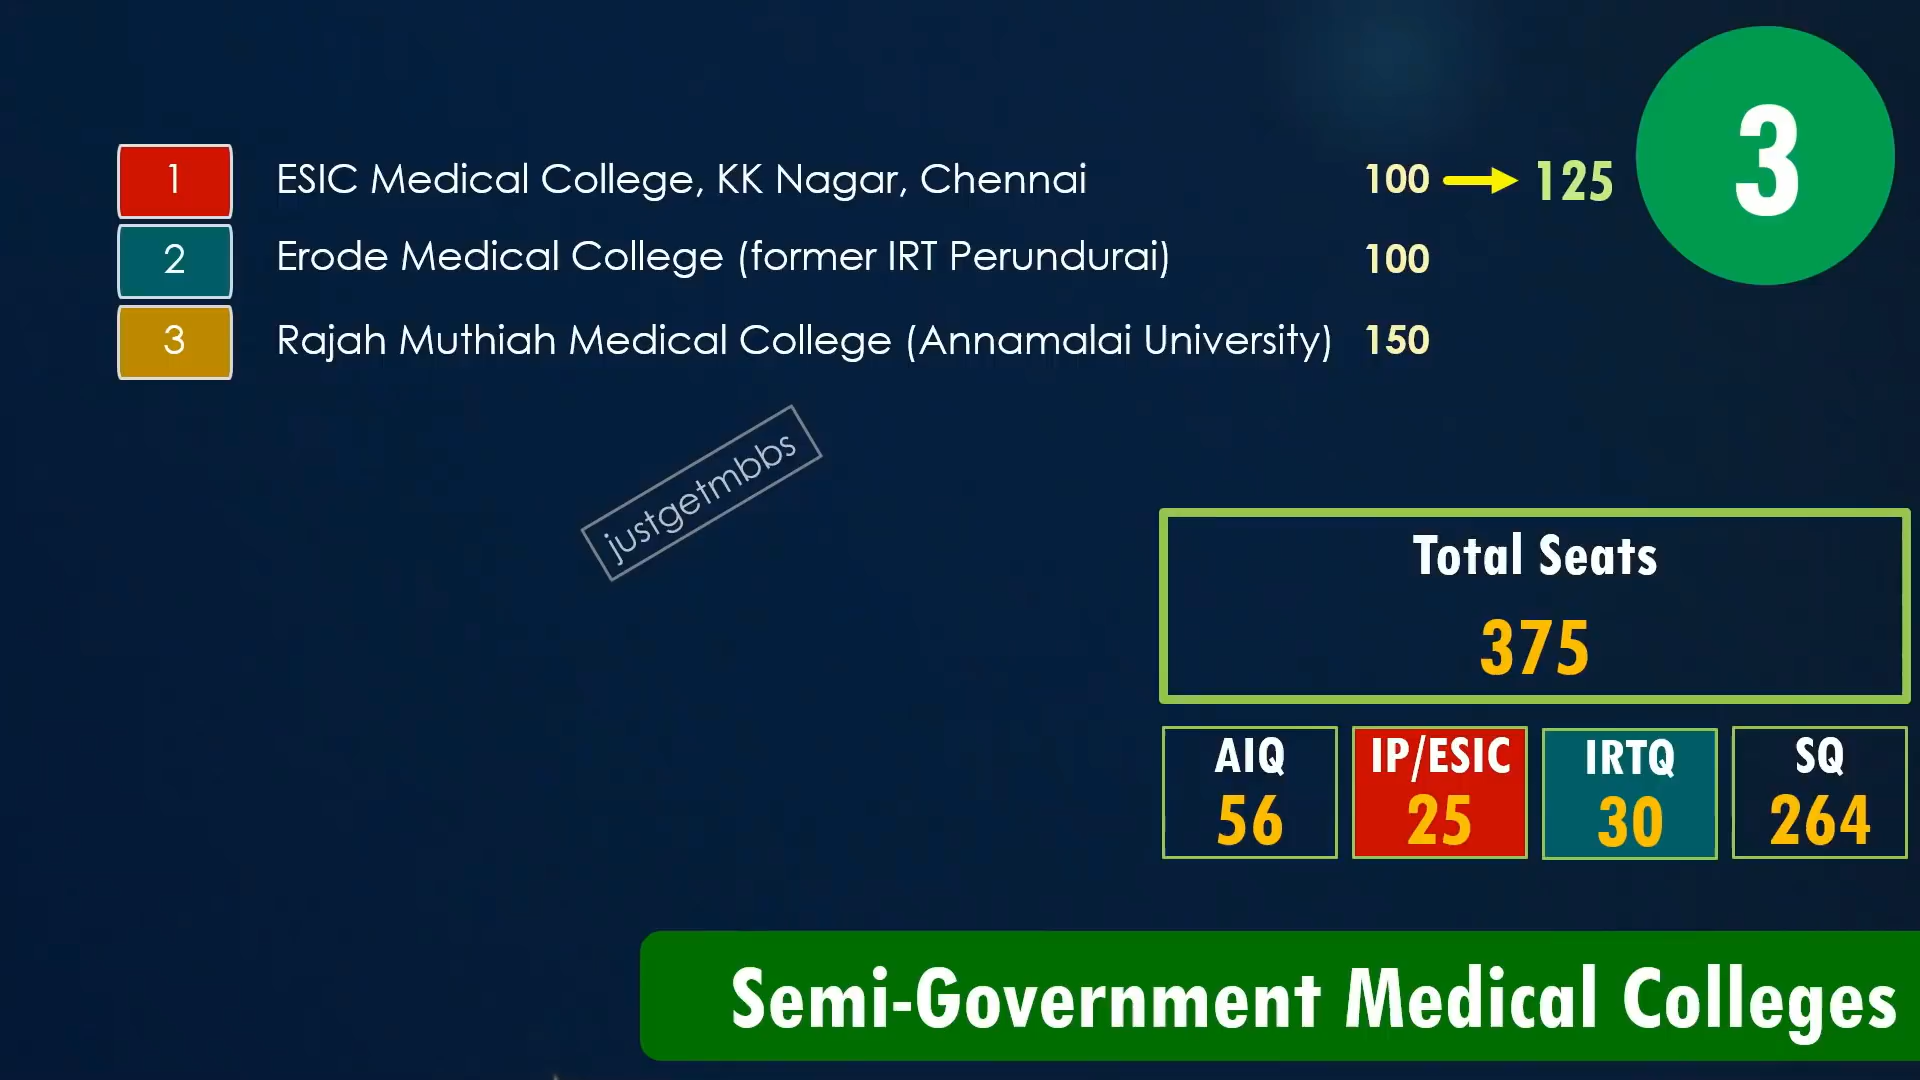 3
1 ESIC Medical College, KK Nagar, Chennai 100 → 125
2 Erode Medical College (former IRT Perundurai) 100
3 Rajah Muthiah Medical College (Annamalai University) 150
justgetmbbs
Total Seats
375
AIQ IP/ESIC IRTQ SQ
56 25 30 264
Semi-Government Medical Colleges